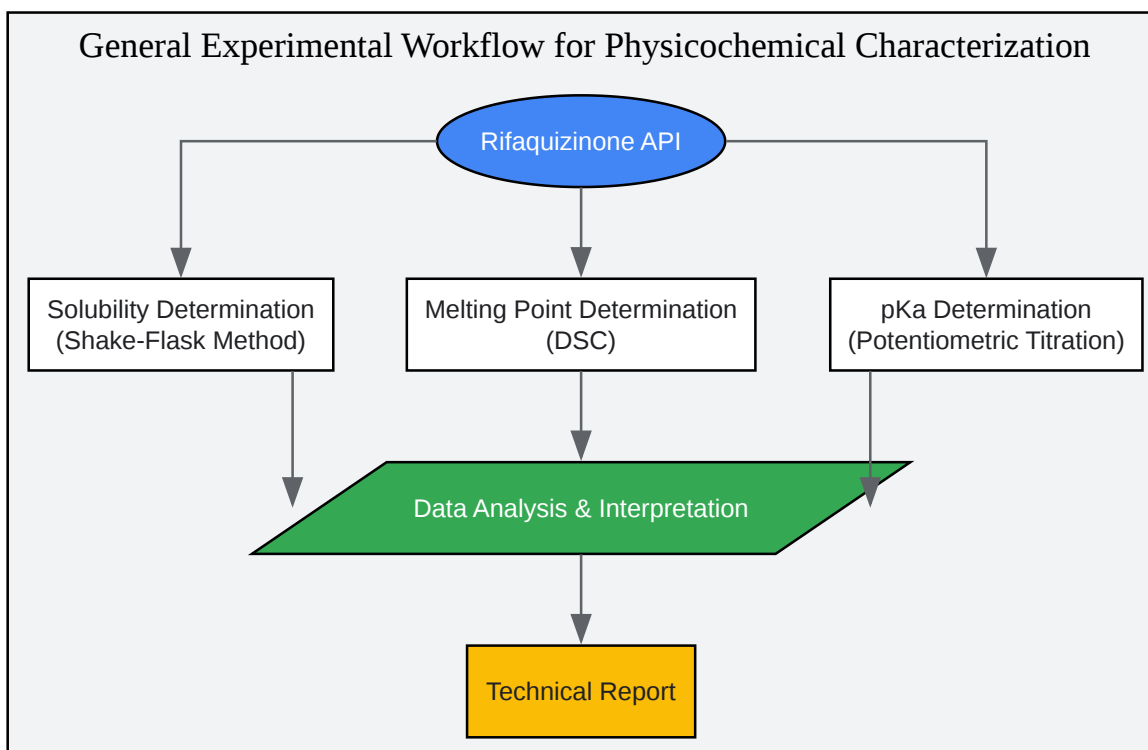 General Experimental Workflow for Physicochemical Characterization
Rifaquizinone API
Solubility Determination
(Shake-Flask Method)
Melting Point Determination
(DSC)
pKa Determination
(Potentiometric Titration)
Data Analysis & Interpretation
Technical Report